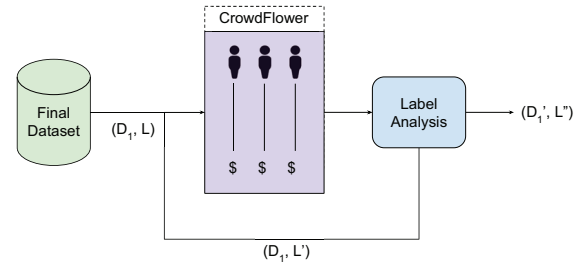 CrowdFlower
Final
Dataset
(D₁, L)
$ $ $
Label
Analysis
(D₁’, L”)
(D₁, L’)